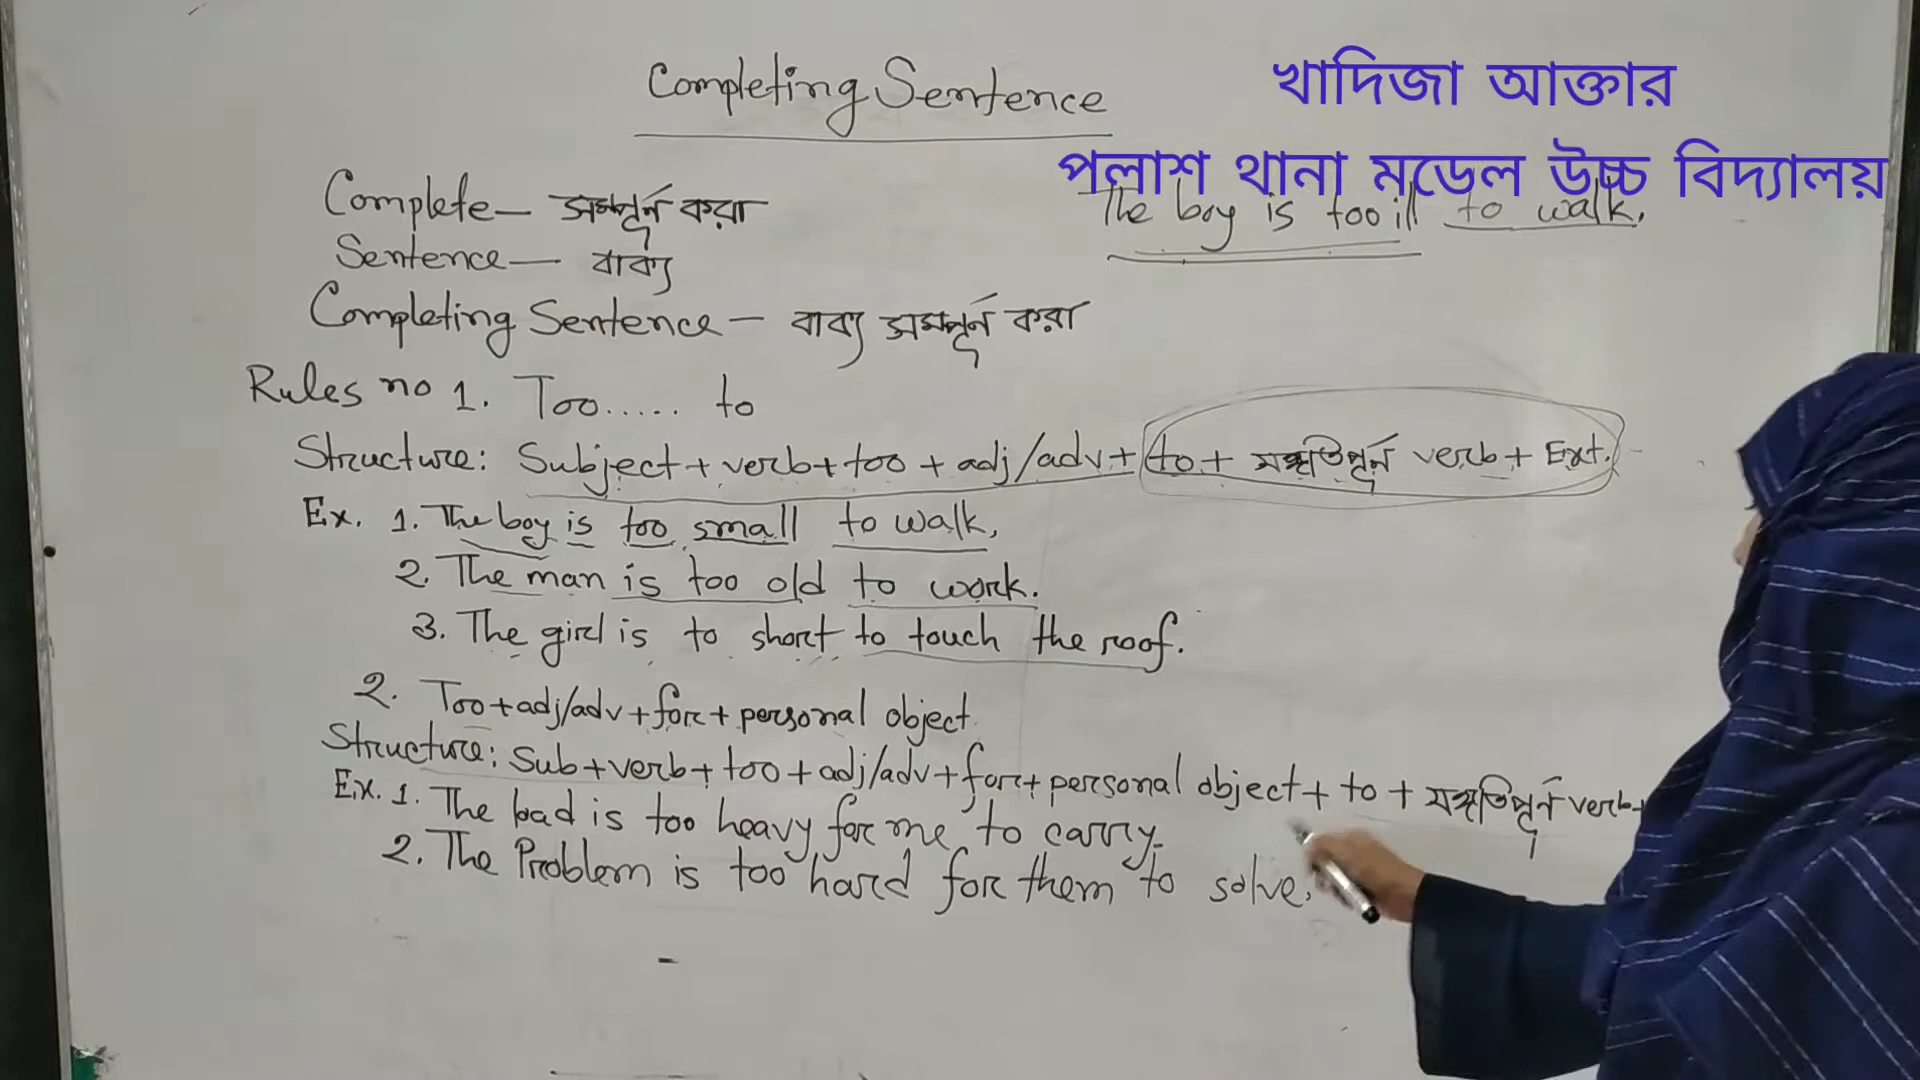 Completing Sentence
খাদিজা আক্তার
পলাশ থানা মডেল উচ্চ বিদ্যালয়
Complete — সম্পূর্ন করা
The boy is too ill to walk.
Sentence — বাক্য
Completing Sentence — বাক্য সম্পূর্ন করা
Rules no 1. Too..... to
Structure: Subject + verb + too + adj/adv + to + সঙ্গতিপূর্ন verb + Ext.
Ex. 1. The boy is too small to walk.
2. The man is too old to work.
3. The girl is to short to touch the roof.
2. Too + adj/adv + for + personal object
Structure: Sub + verb + too + adj/adv + for + personal object + to + সঙ্গতিপূর্ন verb +
Ex. 1. The load is too heavy for me to carry.
2. The Problem is too hard for them to solve.